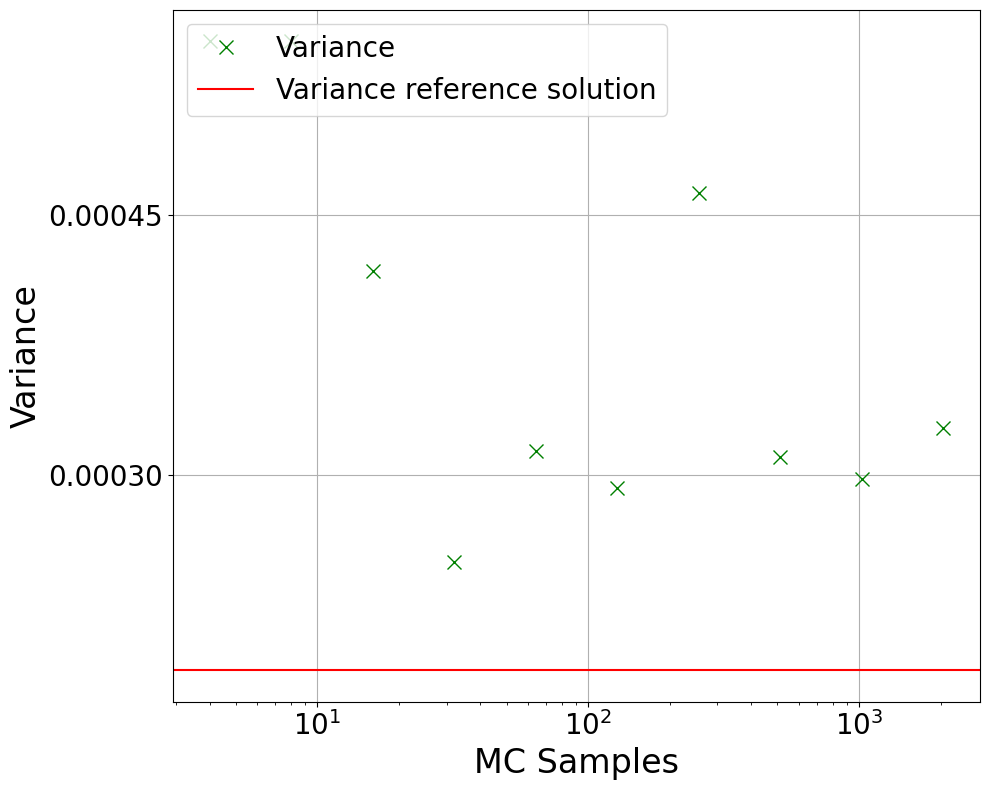 Variance
Variance reference solution
0.00045
0.00030
Variance
10¹
10²
10³
MC Samples